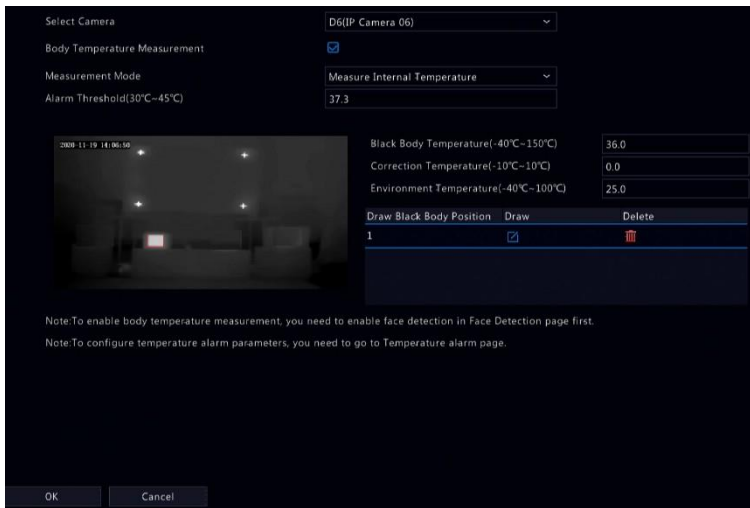 Select Camera D6(IP Camera 06)
Body Temperature Measurement
Measurement Mode Measure Internal Temperature
Alarm Threshold(30℃~45℃) 37.3
2020-11-19 14:06:50
Black Body Temperature(-40℃~150℃) 36.0
Correction Temperature(-10℃~10℃) 0.0
Environment Temperature(-40℃~100℃) 25.0
Draw Black Body Position Draw Delete
1
Note:To enable body temperature measurement, you need to enable face detection in Face Detection page first.
Note:To configure temperature alarm parameters, you need to go to Temperature alarm page.
OK Cancel